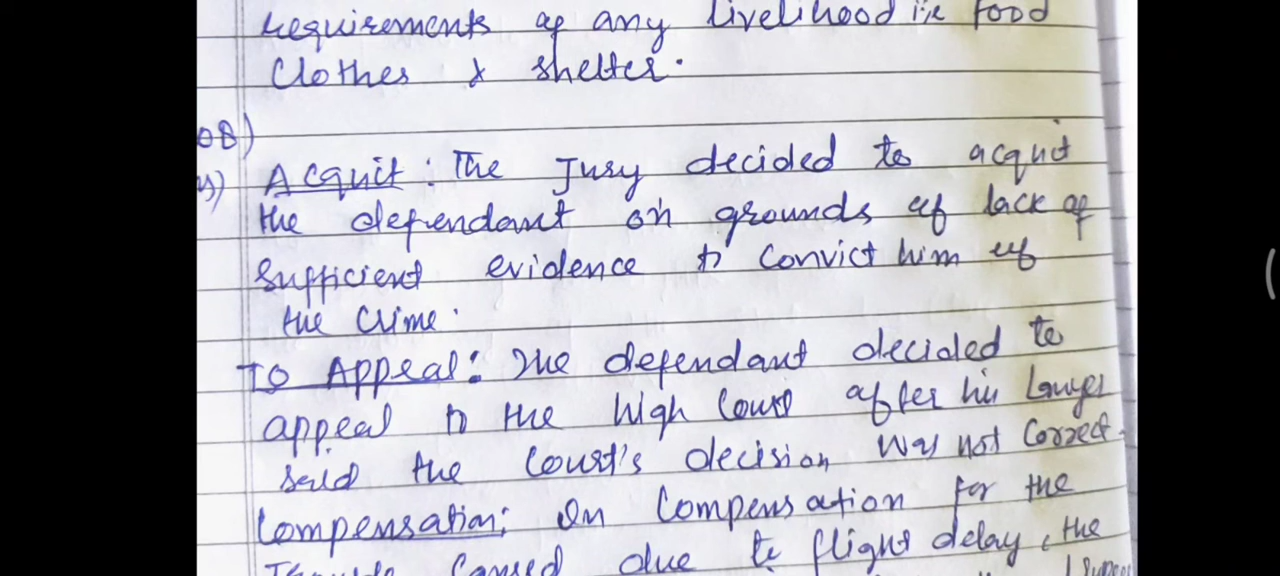 requirements of any livelihood i.e food
Clothes & shelter.
08)
Acquit: The Jury decided to acquit
the dependant on grounds of lack of
sufficient evidence to convict him of
the crime.
To Appeal: The defendant decided to
appeal to the high Court after his Lawyer
said the Court's decision was not correct.
Compensation: In Compensation for the
caused due to flight delay, the